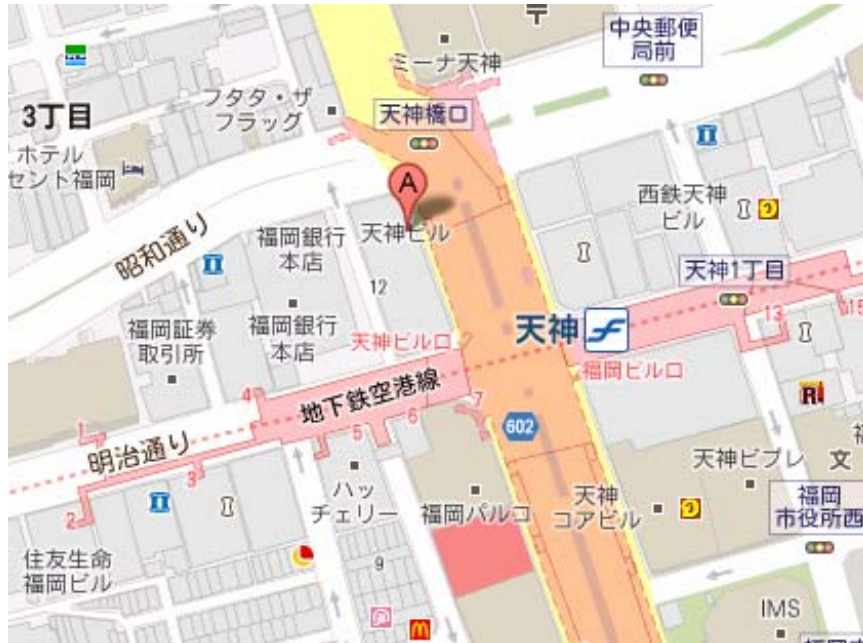 〒
中央郵便
局前
ミーナ天神
フタタ・ザ
フラッグ
天神橋口
3丁目
ホテル
セント福岡
A
西鉄天神
ビル
昭和通り
福岡銀行
本店
天神ビル
天神1丁目
12
福岡証券
取引所
福岡銀行
本店
天神ビル口
天神
13
15
福岡ビル口
4
地下鉄空港線
7
6
5
602
1
明治通り
3
2
ハッ
チェリー
福岡パルコ
天神
コアビル
天神ビブレ
文
福岡
市役所西
住友生命
福岡ビル
9
IMS